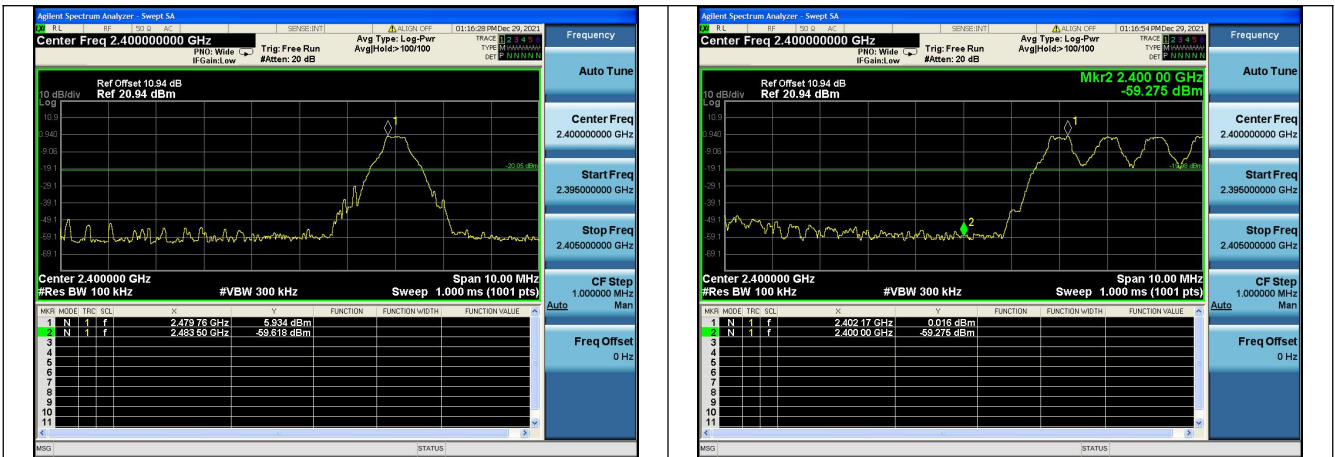 Agilent Spectrum Analyzer - Swept SA
RL RF 50 Ω AC SENSE:INT ALIGN OFF 01:16:28 PM Dec 29, 2021
Center Freq 2.400000000 GHz
PNO: Wide
IFGain:Low
Trig: Free Run
#Atten: 20 dB
Avg Type: Log-Pwr
Avg|Hold:> 100/100
TRACE 1 2 3 4 5 6
TYPE M
DET P N N N N N
Ref Offset 10.94 dB
10 dB/div Ref 20.94 dBm
Log
10.9
0.940
-9.06
-19.1
-29.1
-39.1
-49.1
-59.1
-69.1
1
-20.05 dBm
Center 2.400000 GHz Span 10.00 MHz
#Res BW 100 kHz #VBW 300 kHz Sweep 1.000 ms (1001 pts)
MKR MODE TRC SCL X Y FUNCTION FUNCTION WIDTH FUNCTION VALUE
1 N 1 f 2.479 76 GHz 5.934 dBm
2 N 1 f 2.483 50 GHz -59.618 dBm
3
4
5
6
7
8
9
10
11
MSG STATUS
Frequency
Auto Tune
Center Freq
2.400000000 GHz
Start Freq
2.395000000 GHz
Stop Freq
2.405000000 GHz
CF Step
1.000000 MHz
Auto Man
Freq Offset
0 Hz
Agilent Spectrum Analyzer - Swept SA
RL RF 50 Ω AC SENSE:INT ALIGN OFF 01:16:54 PM Dec 29, 2021
Center Freq 2.400000000 GHz
PNO: Wide
IFGain:Low
Trig: Free Run
#Atten: 20 dB
Avg Type: Log-Pwr
Avg|Hold:> 100/100
TRACE 1 2 3 4 5 6
TYPE M
DET P N N N N N
Mkr2 2.400 00 GHz
-59.275 dBm
Ref Offset 10.94 dB
10 dB/div Ref 20.94 dBm
Log
10.9
0.940
-9.06
-19.1
-29.1
-39.1
-49.1
-59.1
-69.1
1
2
Center 2.400000 GHz Span 10.00 MHz
#Res BW 100 kHz #VBW 300 kHz Sweep 1.000 ms (1001 pts)
MKR MODE TRC SCL X Y FUNCTION FUNCTION WIDTH FUNCTION VALUE
1 N 1 f 2.402 17 GHz 0.016 dBm
2 N 1 f 2.400 00 GHz -59.275 dBm
3
4
5
6
7
8
9
10
11
MSG STATUS
Frequency
Auto Tune
Center Freq
2.400000000 GHz
Start Freq
2.395000000 GHz
Stop Freq
2.405000000 GHz
CF Step
1.000000 MHz
Auto Man
Freq Offset
0 Hz